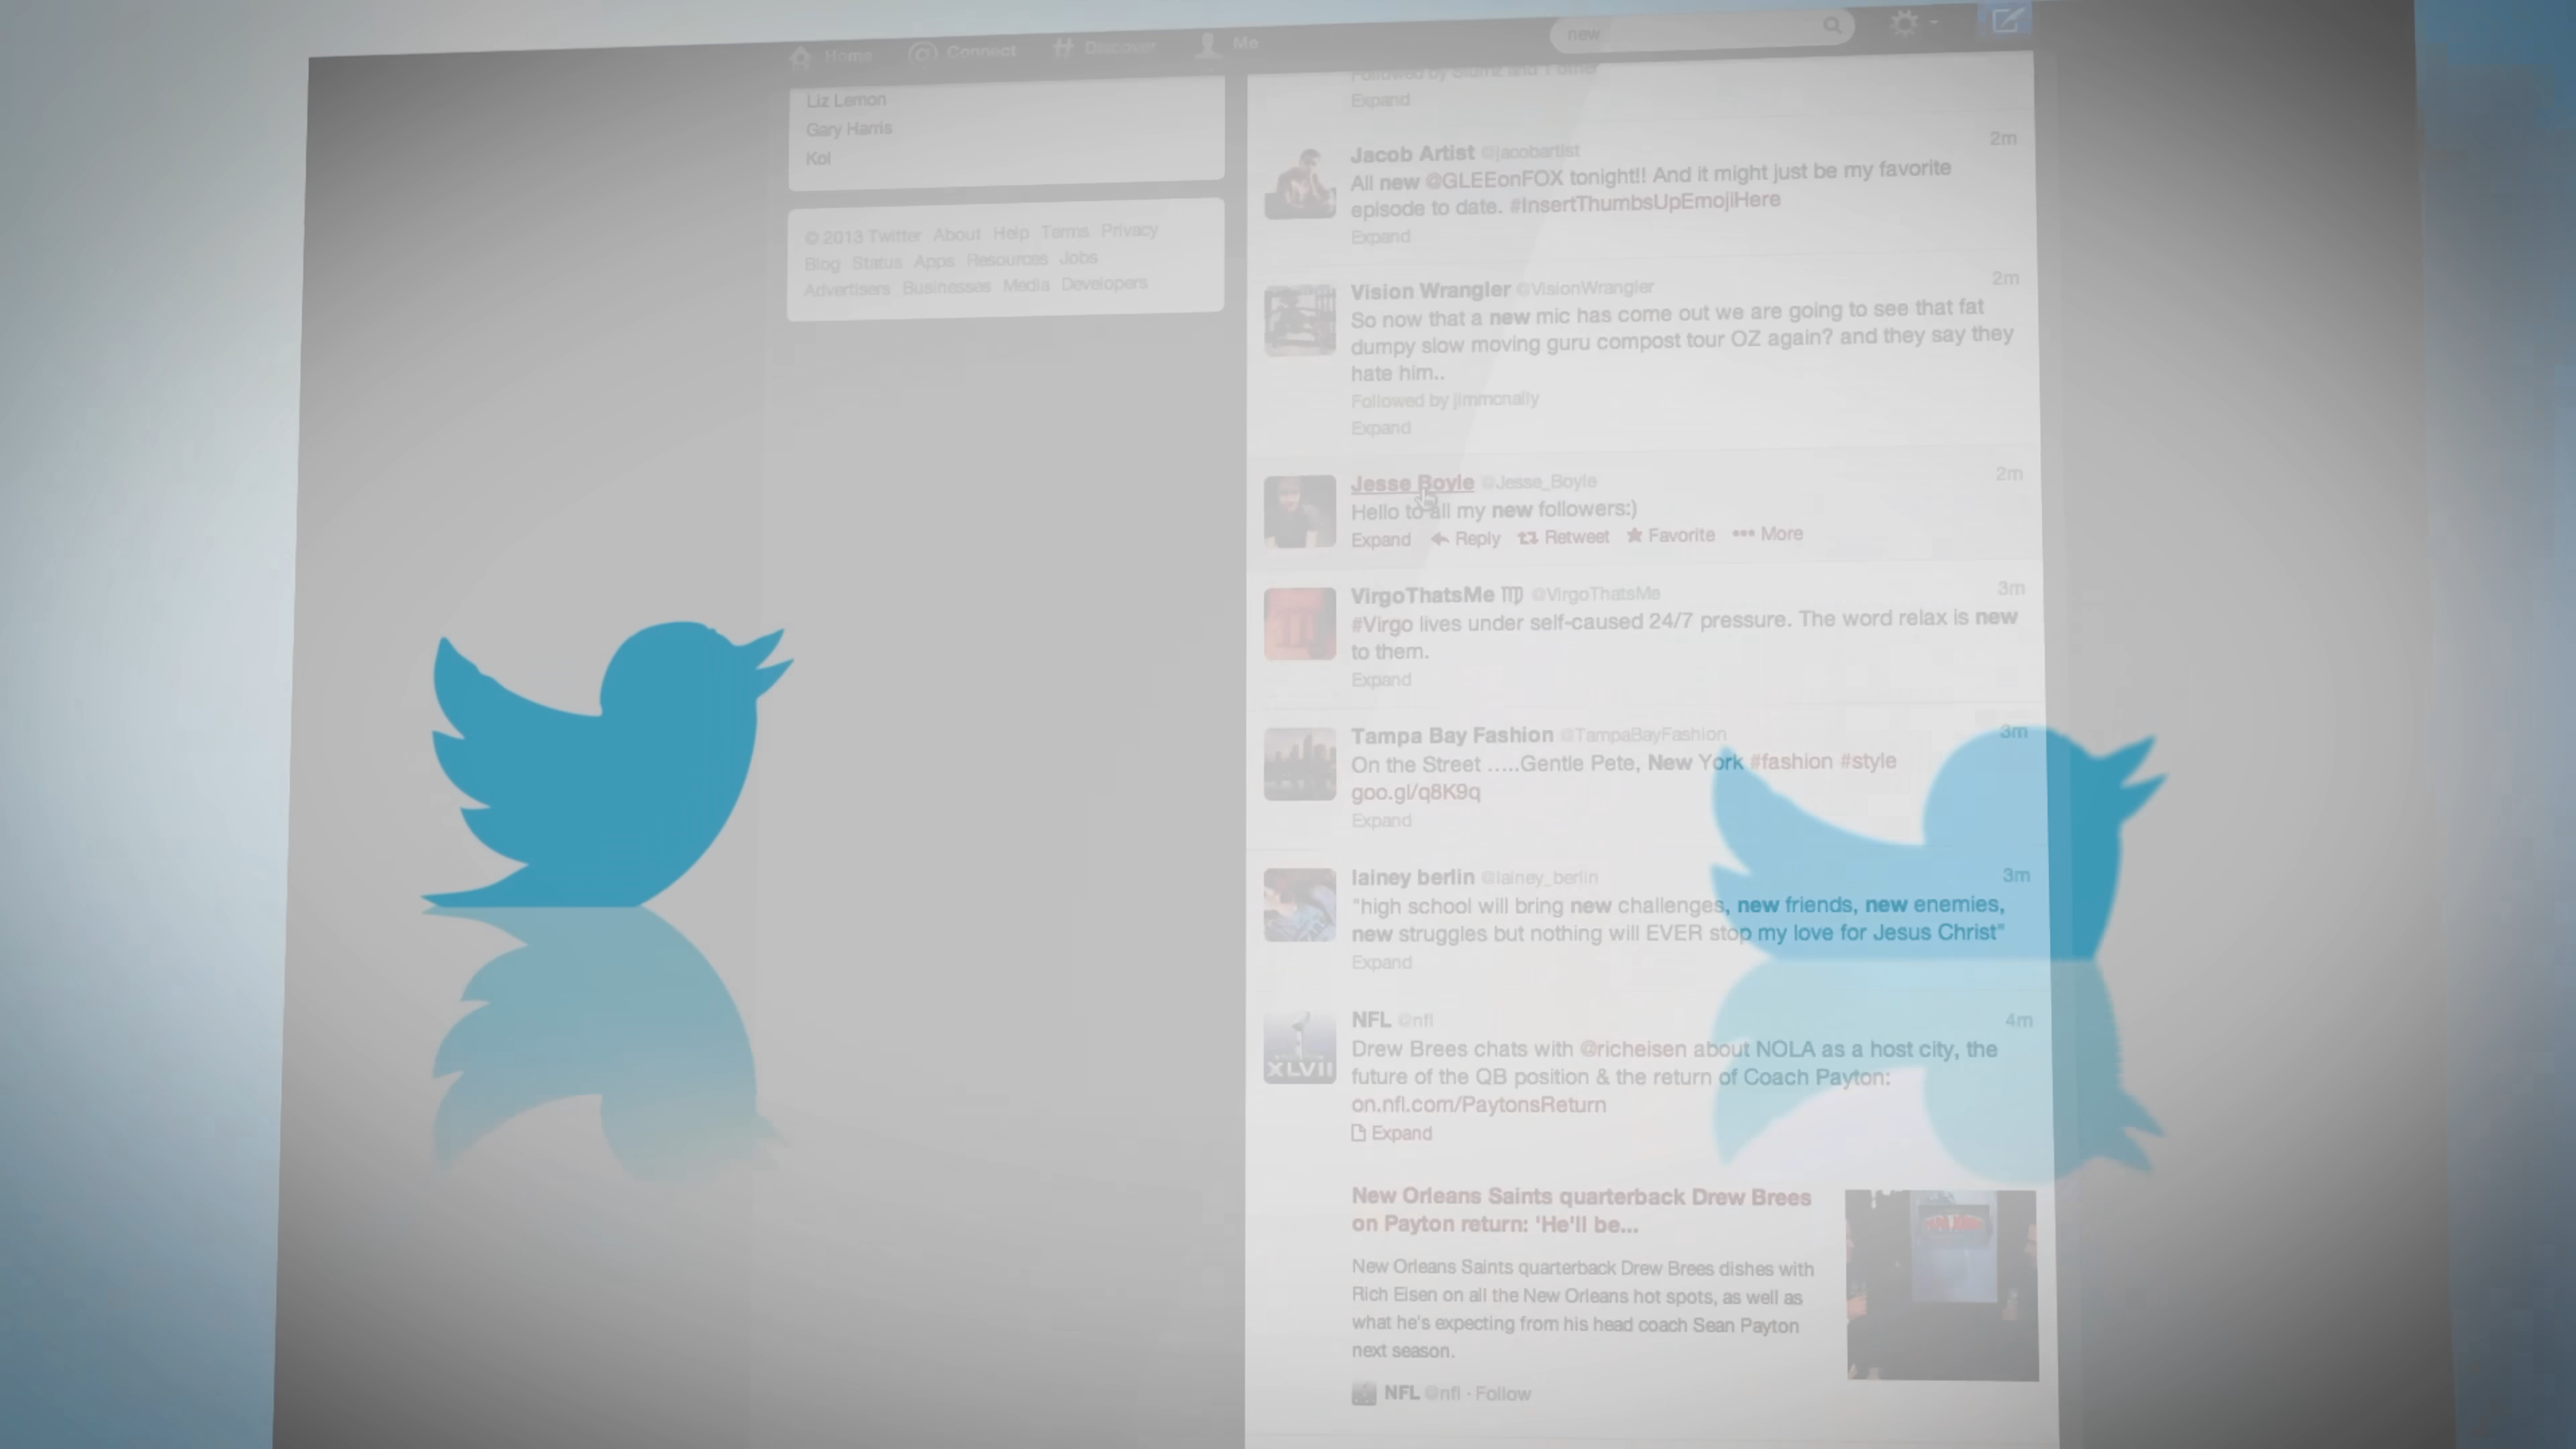 Home Connect Discover Me
new
Liz Lemon
Gary Harris
Kol
© 2013 Twitter About Help Terms Privacy
Blog Status Apps Resources Jobs
Advertisers Businesses Media Developers
Expand
Jacob Artist @jacobartist 2m
All new @GLEEonFOX tonight!! And it might just be my favorite
episode to date. #InsertThumbsUpEmojiHere
Expand
Vision Wrangler @VisionWrangler 2m
So now that a new mic has come out we are going to see that fat
dumpy slow moving guru compost tour OZ again? and they say they
hate him..
Followed by jimmcnally
Expand
Jesse Boyle @Jesse_Boyle 2m
Hello to all my new followers:)
Expand Reply Retweet Favorite ••• More
VirgoThatsMe ♍ @VirgoThatsMe 3m
#Virgo lives under self-caused 24/7 pressure. The word relax is new
to them.
Expand
Tampa Bay Fashion @TampaBayFashion 3m
On the Street .....Gentle Pete, New York #fashion #style
goo.gl/q8K9q
Expand
lainey berlin @lainey_berlin 3m
"high school will bring new challenges, new friends, new enemies,
new struggles but nothing will EVER stop my love for Jesus Christ"
Expand
NFL @nfl 4m
Drew Brees chats with @richeisen about NOLA as a host city, the
future of the QB position & the return of Coach Payton:
on.nfl.com/PaytonsReturn
Expand
XLVII
New Orleans Saints quarterback Drew Brees
on Payton return: 'He'll be...
New Orleans Saints quarterback Drew Brees dishes with
Rich Eisen on all the New Orleans hot spots, as well as
what he's expecting from his head coach Sean Payton
next season.
NFL @nfl · Follow